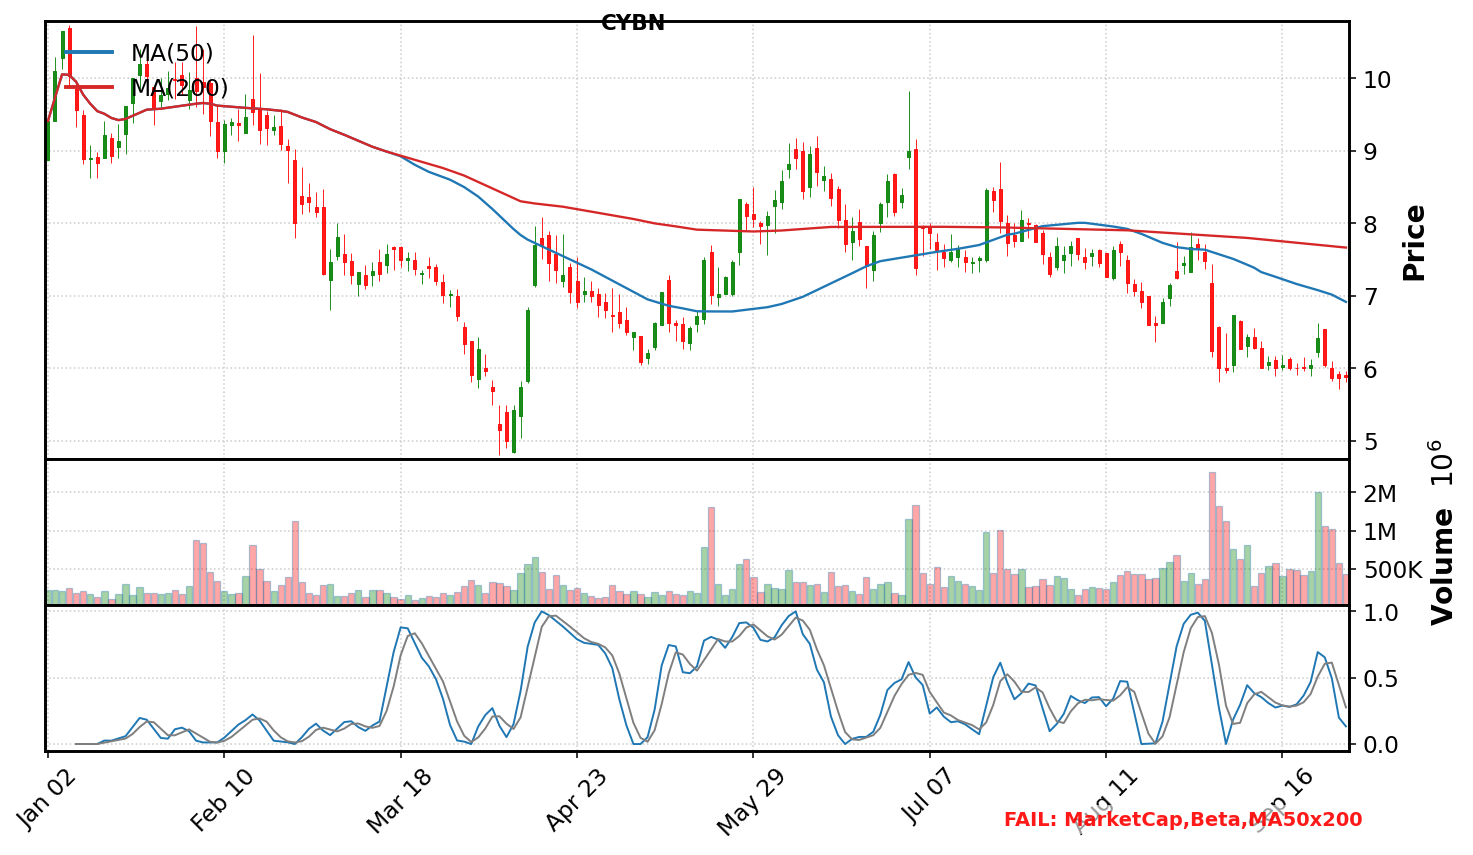 CYBN
MA(50)
MA(200)
10
9
8
7
6
5
Price
2M
1M
500K
Volume 10⁶
1.0
0.5
0.0
Jan 02
Feb 10
Mar 18
Apr 23
May 29
Jul 07
Aug 11
Sep 16
FAIL: MarketCap,Beta,MA50x200